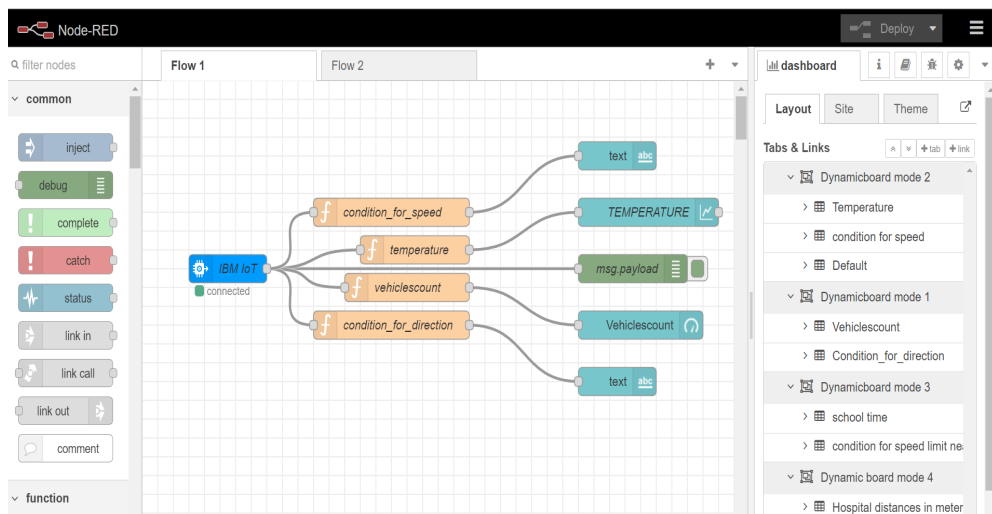 Node-RED
Deploy
filter nodes
Flow 1
Flow 2
dashboard
i
common
inject
debug
complete
catch
status
link in
link call
link out
comment
function
IBM IoT
connected
f
condition_for_speed
f
temperature
f
vehiclescount
f
condition_for_direction
text abc
TEMPERATURE
msg.payload
Vehiclescount
text abc
Layout
Site
Theme
Tabs & Links
+tab
+link
Dynamicboard mode 2
Temperature
condition for speed
Default
Dynamicboard mode 1
Vehiclescount
Condition_for_direction
Dynamicboard mode 3
school time
condition for speed limit ne
Dynamic board mode 4
Hospital distances in meter